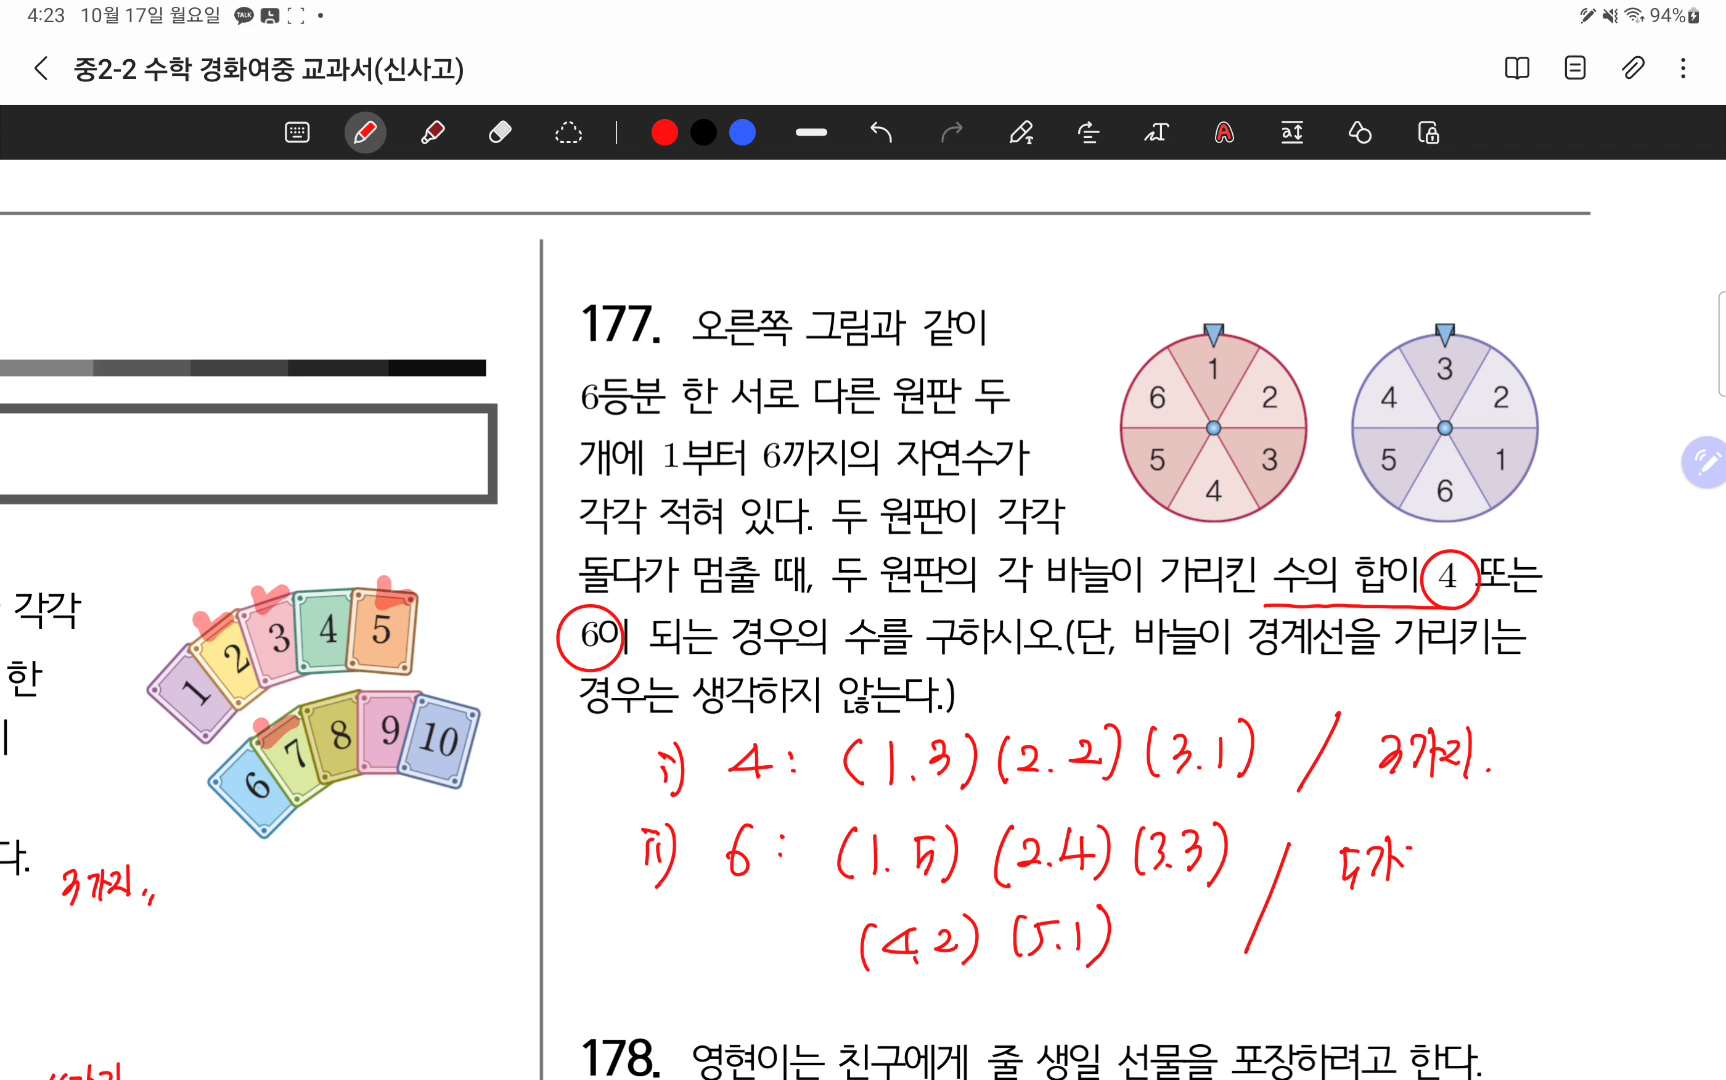 4:23 10월 17일 월요일 TALK 94%
중2-2 수학 경화여중 교과서(신사고)
177. 오른쪽 그림과 같이
6등분 한 서로 다른 원판 두
개에 1부터 6까지의 자연수가
각각 적혀 있다. 두 원판이 각각
돌다가 멈출 때, 두 원판의 각 바늘이 가리킨 수의 합이 4 또는
6이 되는 경우의 수를 구하시오.(단, 바늘이 경계선을 가리키는
경우는 생각하지 않는다.)
1 2 3 4 5 6
3 2 1 6 5 4
i) 4 : (1.3) (2.2) (3.1) / 3가지.
ii) 6 : (1.5) (2.4) (3.3) / 5가
(4.2) (5.1)
178. 영현이는 친구에게 줄 생일 선물을 포장하려고 한다.
각각
한
1 2 3 4 5
6 7 8 9 10
다. 3가지